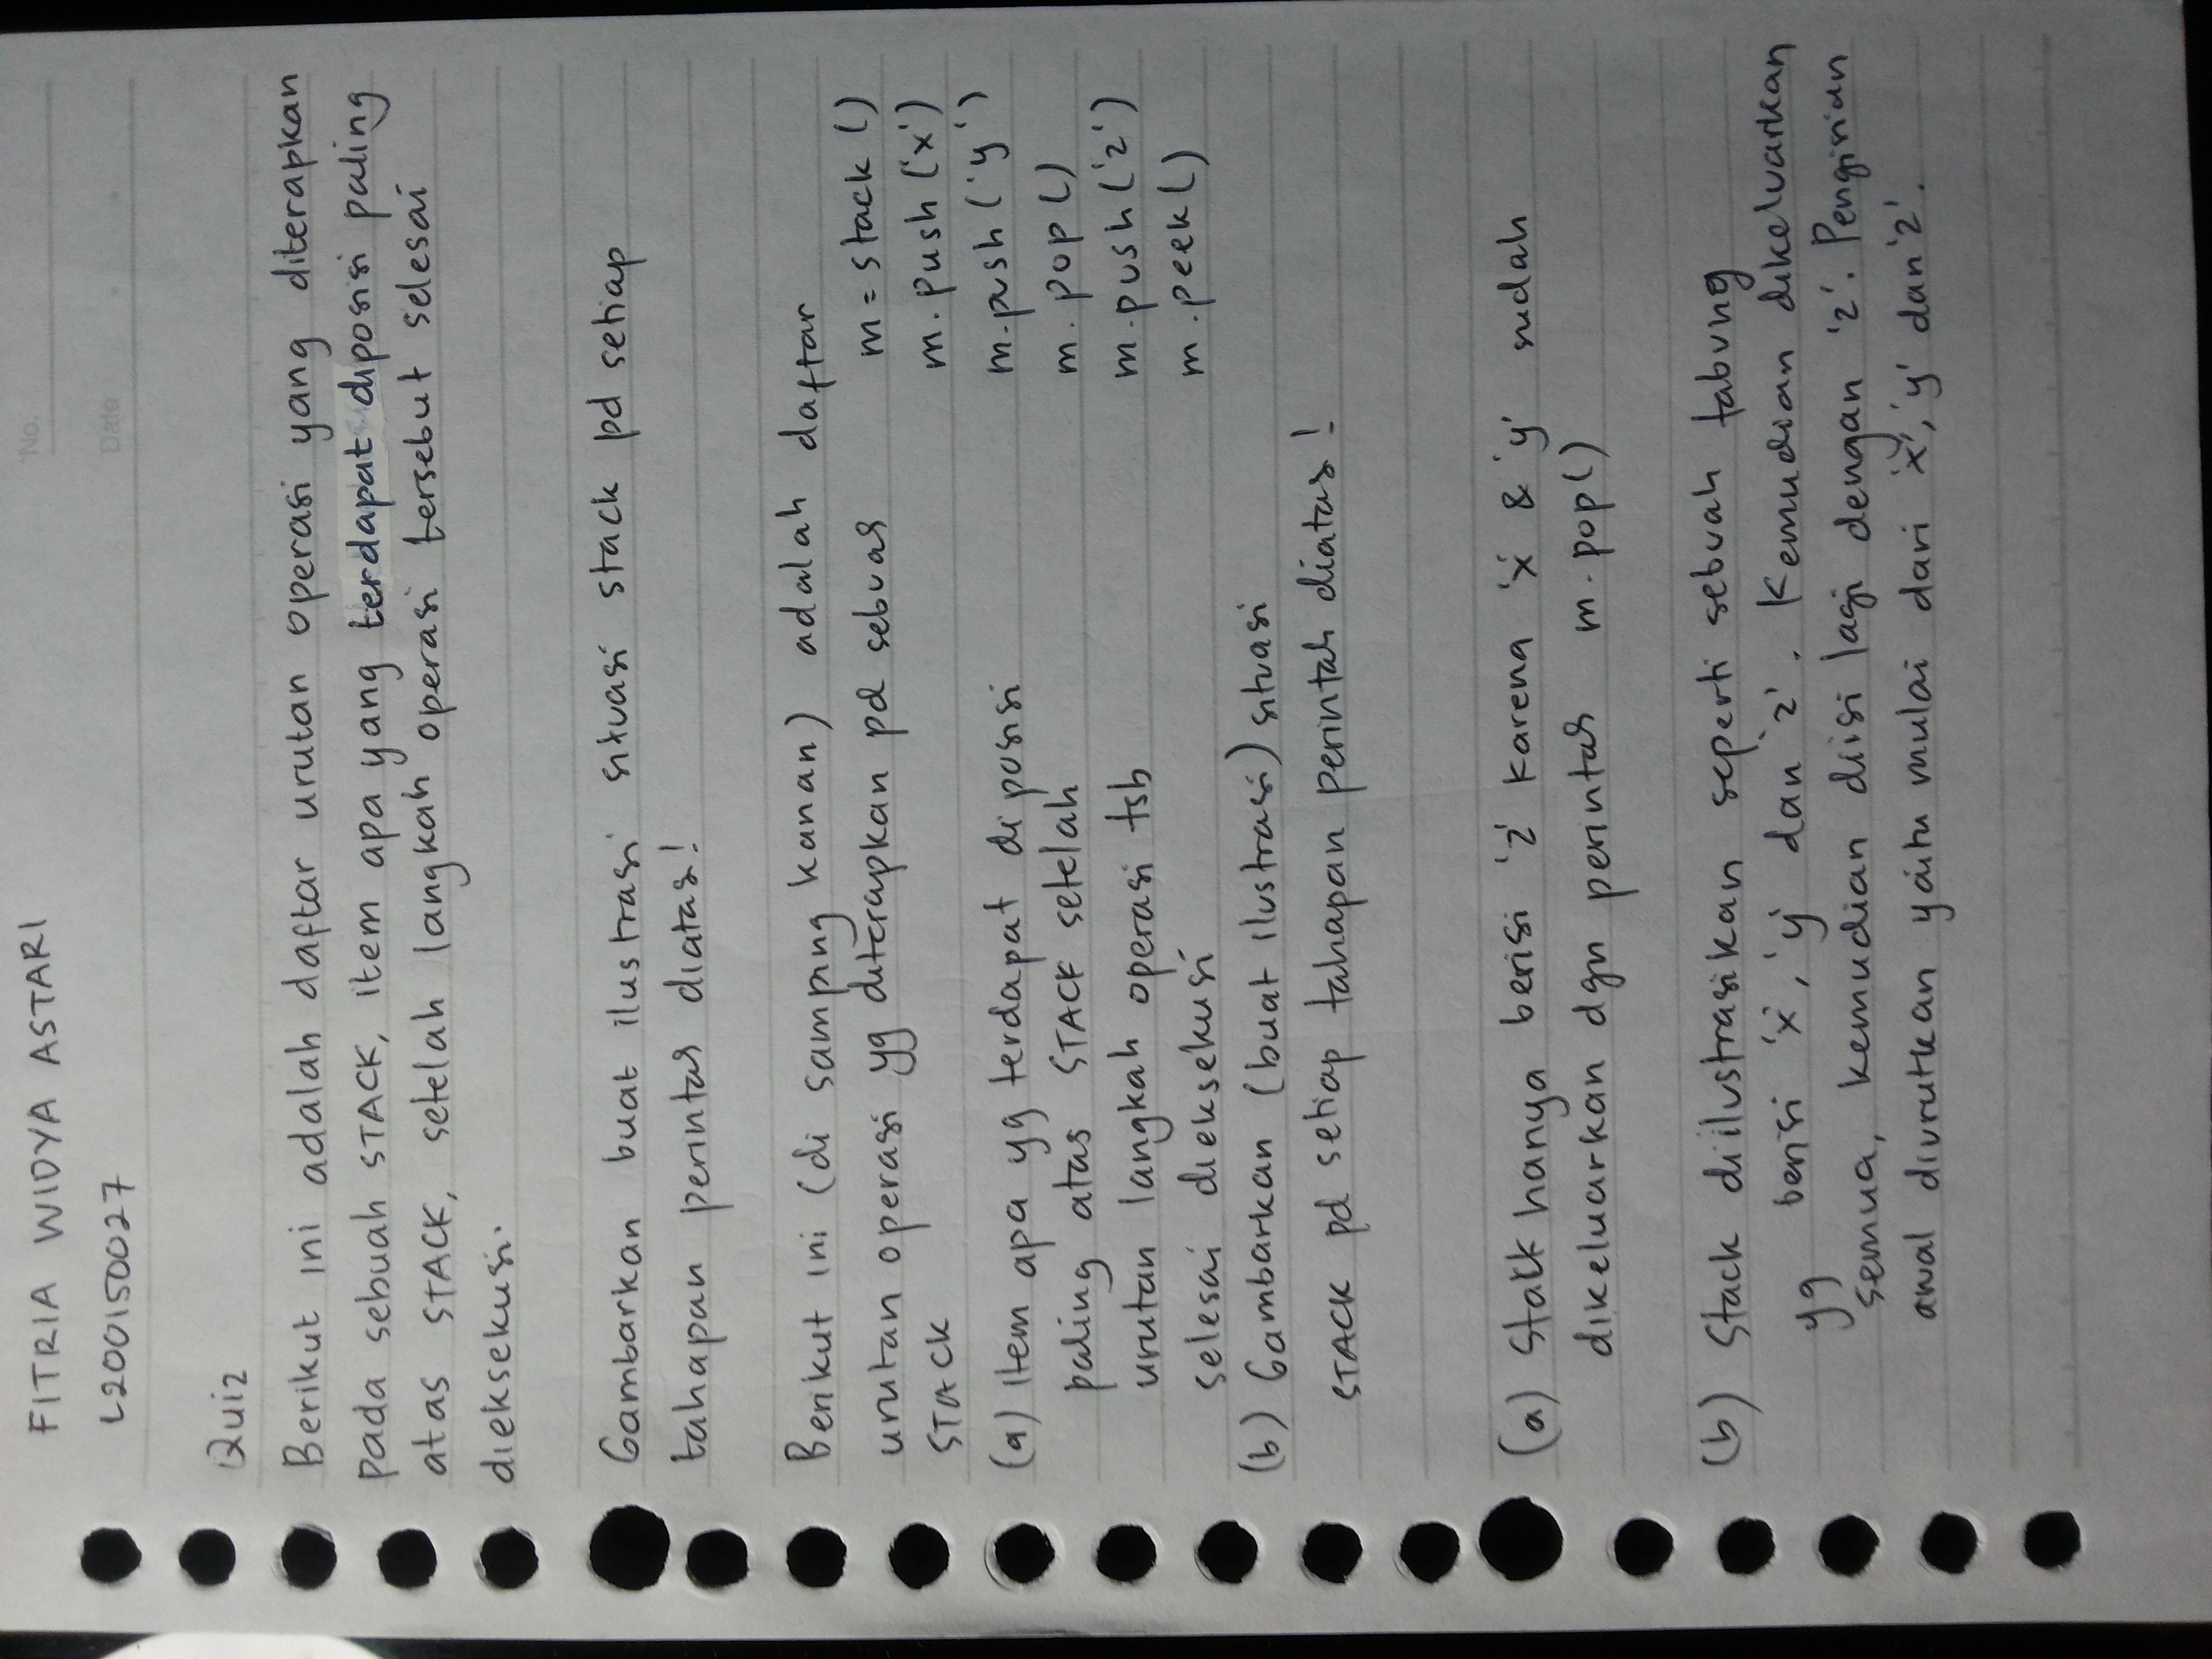 No.
FITRIA WIDYA ASTARI
L200150027
Date
Quiz
Berikut ini adalah daftar urutan operasi yang diterapkan
pada sebuah STACK, item apa yang terdapat diposisi paling
atas STACK, setelah langkah operasi tersebut selesai
dieksekusi.
Gambarkan buat ilustrasi situasi stack pd setiap
tahapan perintah diatas!
Berikut ini (di samping kanan) adalah daftar
urutan operasi yg diterapkan pd sebuah
STACK
m = stack ()
m. push ('x')
m.push ('y')
m. pop ()
m.push ('z')
m.peek()
(a) Item apa yg terdapat di posisi
paling atas STACK setelah
urutan langkah operasi tsb
selesai dieksekusi
(b) Gambarkan (buat ilustrasi) situasi
STACK pd setiap tahapan perintah diatas!
(a) Stack hanya berisi 'z' karena 'x' & 'y' sudah
dikeluarkan dgn perintah m. pop()
(b) Stack diilustrasikan seperti sebuah tabung
yg berisi 'x', 'y' dan 'z'. Kemudian dikeluarkan
semua, kemudian diisi lagi dengan 'z'. Pengisian
awal diurutkan yaitu mulai dari 'x', 'y' dan 'z'.